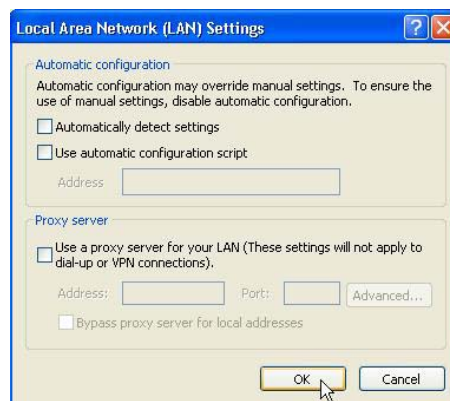 Local Area Network (LAN) Settings
Automatic configuration
Automatic configuration may override manual settings. To ensure the
use of manual settings, disable automatic configuration.
Automatically detect settings
Use automatic configuration script
Address
Proxy server
Use a proxy server for your LAN (These settings will not apply to
dial-up or VPN connections).
Address:
Port:
Advanced...
Bypass proxy server for local addresses
OK
Cancel